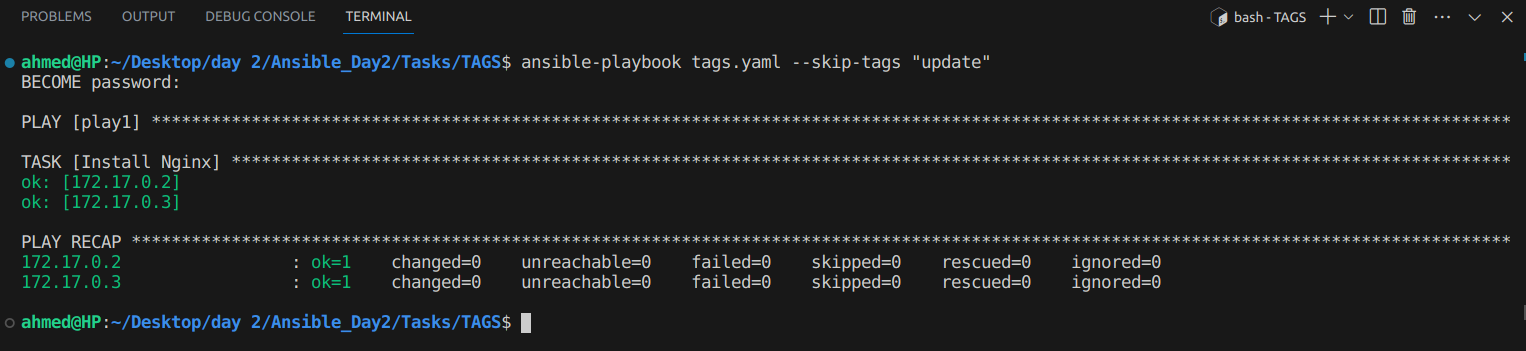 PROBLEMS OUTPUT DEBUG CONSOLE TERMINAL bash - TAGS
ahmed@HP:~/Desktop/day 2/Ansible_Day2/Tasks/TAGS$ ansible-playbook tags.yaml --skip-tags "update"
BECOME password:
PLAY [play1] ****************************************************************************************************************************************
TASK [Install Nginx] ********************************************************************************************************************************
ok: [172.17.0.2]
ok: [172.17.0.3]
PLAY RECAP ******************************************************************************************************************************************
172.17.0.2 : ok=1 changed=0 unreachable=0 failed=0 skipped=0 rescued=0 ignored=0
172.17.0.3 : ok=1 changed=0 unreachable=0 failed=0 skipped=0 rescued=0 ignored=0
ahmed@HP:~/Desktop/day 2/Ansible_Day2/Tasks/TAGS$